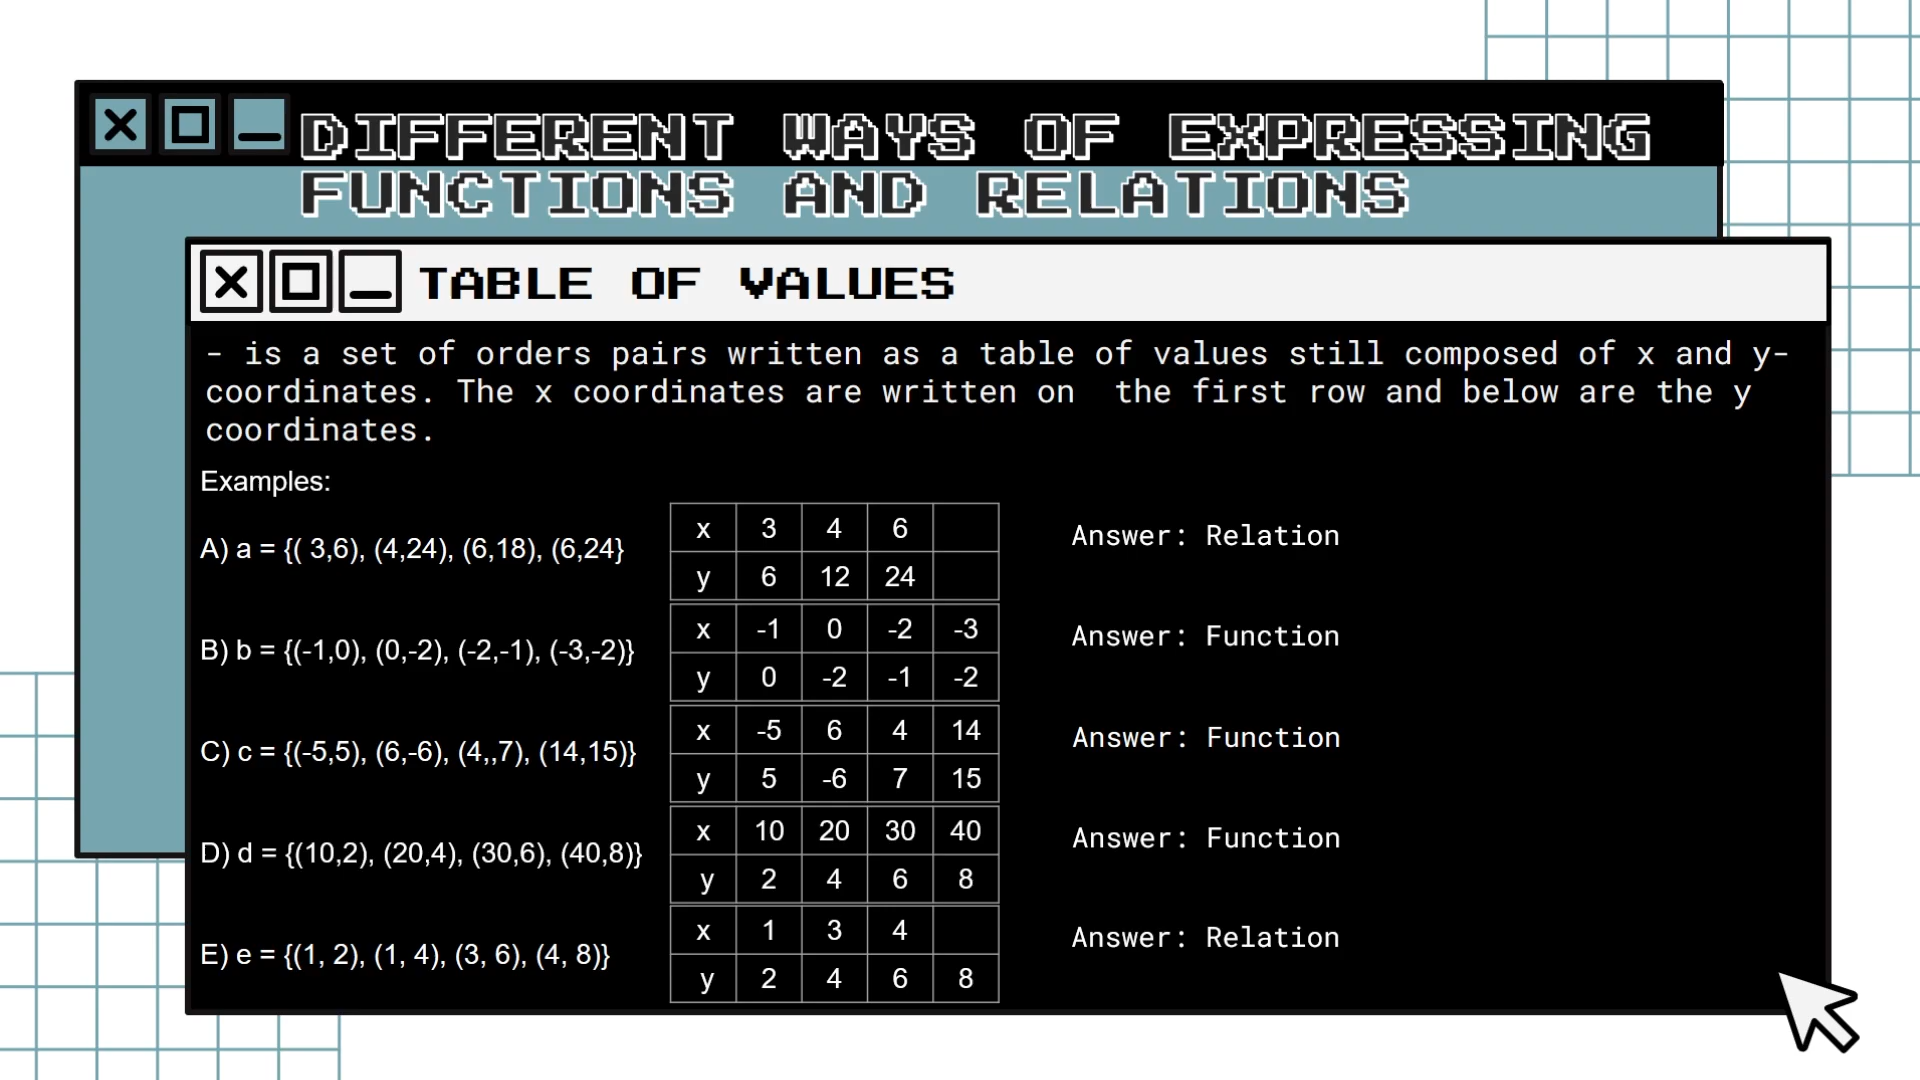 DIFFERENT WAYS OF EXPRESSING
FUNCTIONS AND RELATIONS
TABLE OF VALUES
- is a set of orders pairs written as a table of values still composed of x and y-
coordinates. The x coordinates are written on the first row and below are the y
coordinates.
Examples:
A) a = {( 3,6), (4,24), (6,18), (6,24}
x 3 4 6
y 6 12 24
Answer: Relation
B) b = {(-1,0), (0,-2), (-2,-1), (-3,-2)}
x -1 0 -2 -3
y 0 -2 -1 -2
Answer: Function
C) c = {(-5,5), (6,-6), (4,,7), (14,15)}
x -5 6 4 14
y 5 -6 7 15
Answer: Function
D) d = {(10,2), (20,4), (30,6), (40,8)}
x 10 20 30 40
y 2 4 6 8
Answer: Function
E) e = {(1, 2), (1, 4), (3, 6), (4, 8)}
x 1 3 4
y 2 4 6 8
Answer: Relation